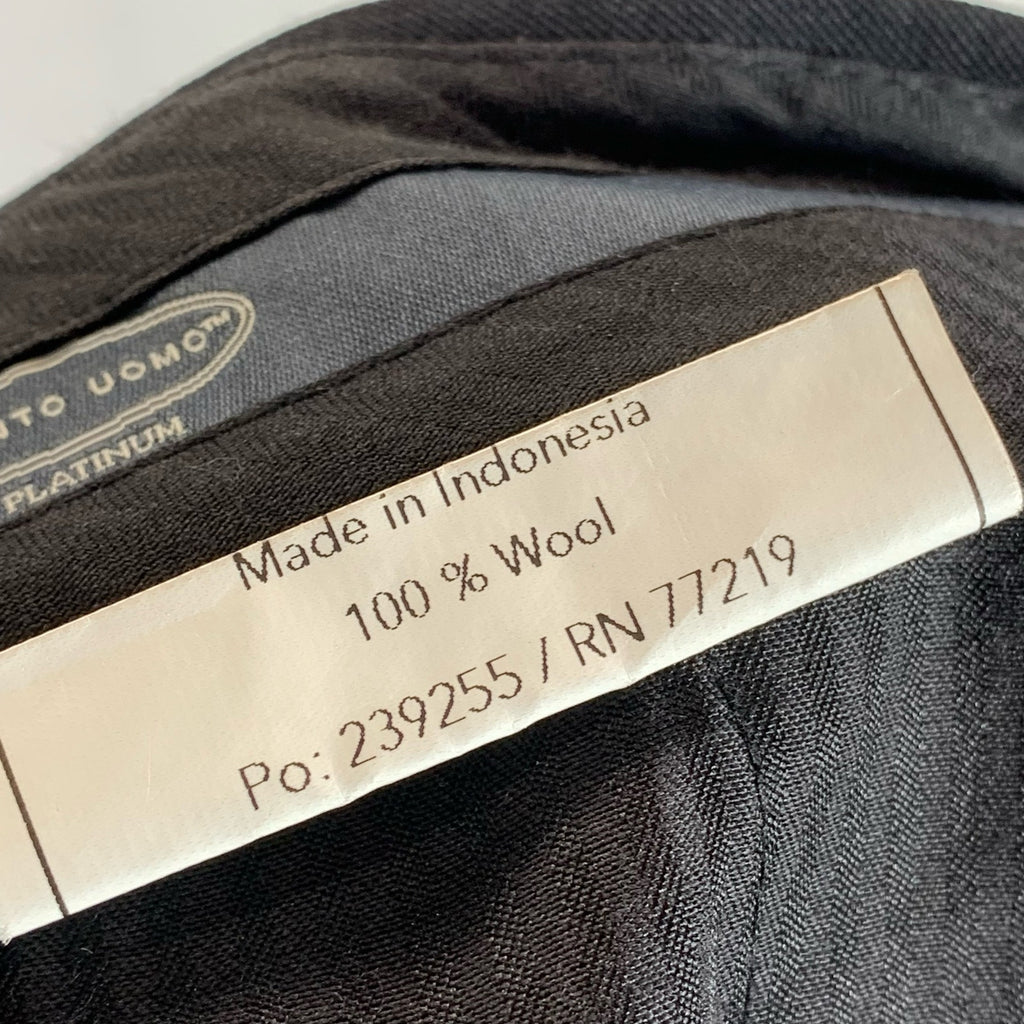 NTO UOMO™
PLATINUM
Made in Indonesia
100 % Wool
Po: 239255 / RN 77219